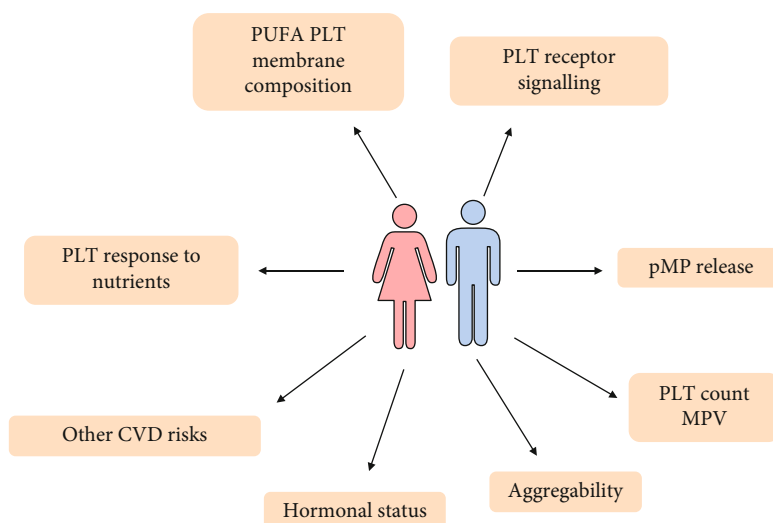 PUFA PLT
membrane
composition
PLT receptor
signalling
PLT response to
nutrients
pMP release
PLT count
MPV
Other CVD risks
Hormonal status
Aggregability